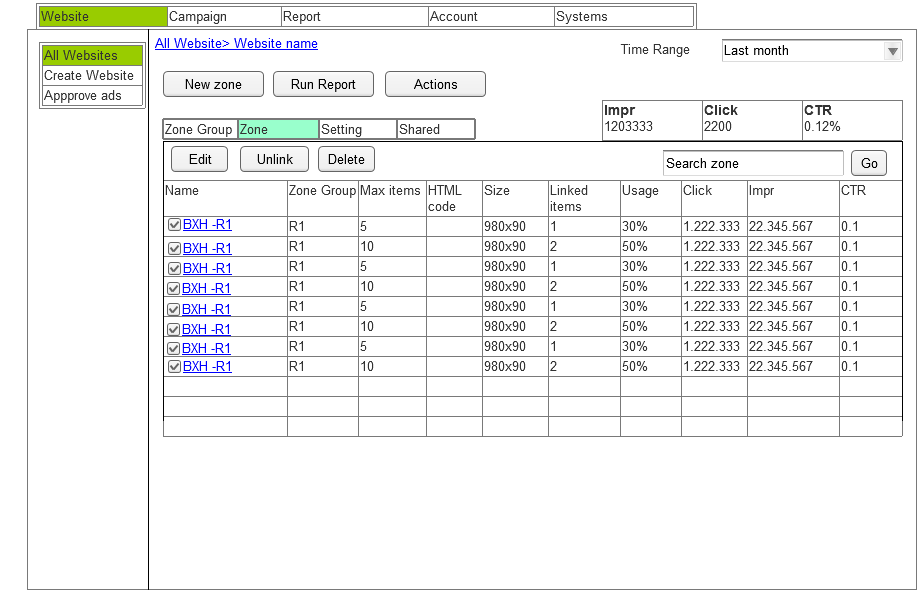 Website Campaign Report Account Systems
All Websites
Create Website
Appprove ads
All Website> Website name
Time Range Last month
New zone Run Report Actions
Impr Click CTR
1203333 2200 0.12%
Zone Group Zone Setting Shared
Edit Unlink Delete Search zone Go
Name Zone Group Max items HTML code Size Linked items Usage Click Impr CTR
BXH -R1 R1 5 980x90 1 30% 1.222.333 22.345.567 0.1
BXH -R1 R1 10 980x90 2 50% 1.222.333 22.345.567 0.1
BXH -R1 R1 5 980x90 1 30% 1.222.333 22.345.567 0.1
BXH -R1 R1 10 980x90 2 50% 1.222.333 22.345.567 0.1
BXH -R1 R1 5 980x90 1 30% 1.222.333 22.345.567 0.1
BXH -R1 R1 10 980x90 2 50% 1.222.333 22.345.567 0.1
BXH -R1 R1 5 980x90 1 30% 1.222.333 22.345.567 0.1
BXH -R1 R1 10 980x90 2 50% 1.222.333 22.345.567 0.1